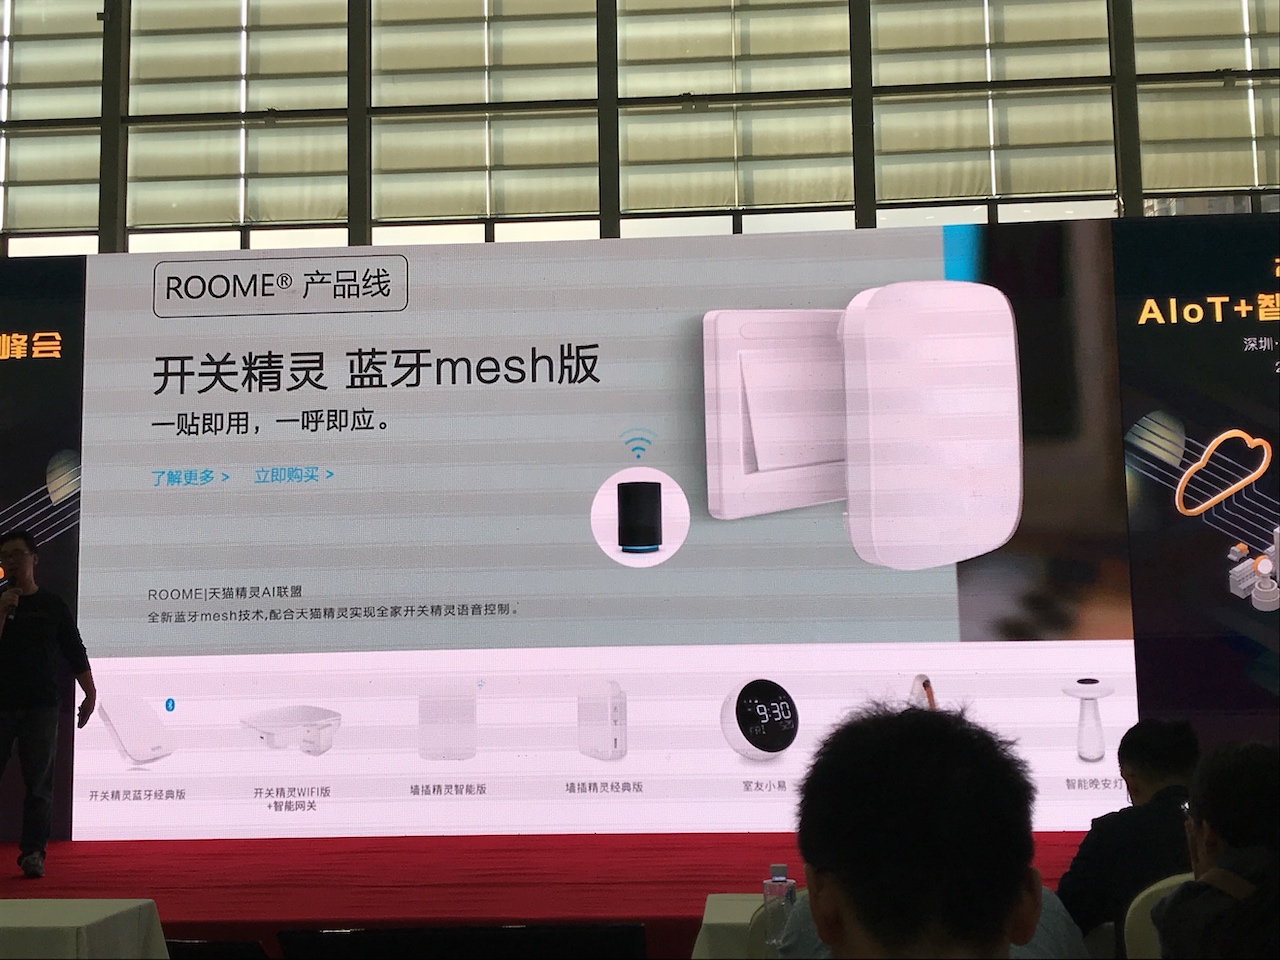 ROOME® 产品线
开关精灵 蓝牙mesh版
一贴即用，一呼即应。
了解更多 > 立即购买 >
ROOME|天猫精灵AI联盟
全新蓝牙mesh技术,配合天猫精灵实现全家开关精灵语音控制。
开关精灵蓝牙经典版
开关精灵WIFI版
+智能网关
墙插精灵智能版
墙插精灵经典版
9:30
室友小易
智能晚安灯
峰会
AIoT+智
深圳·